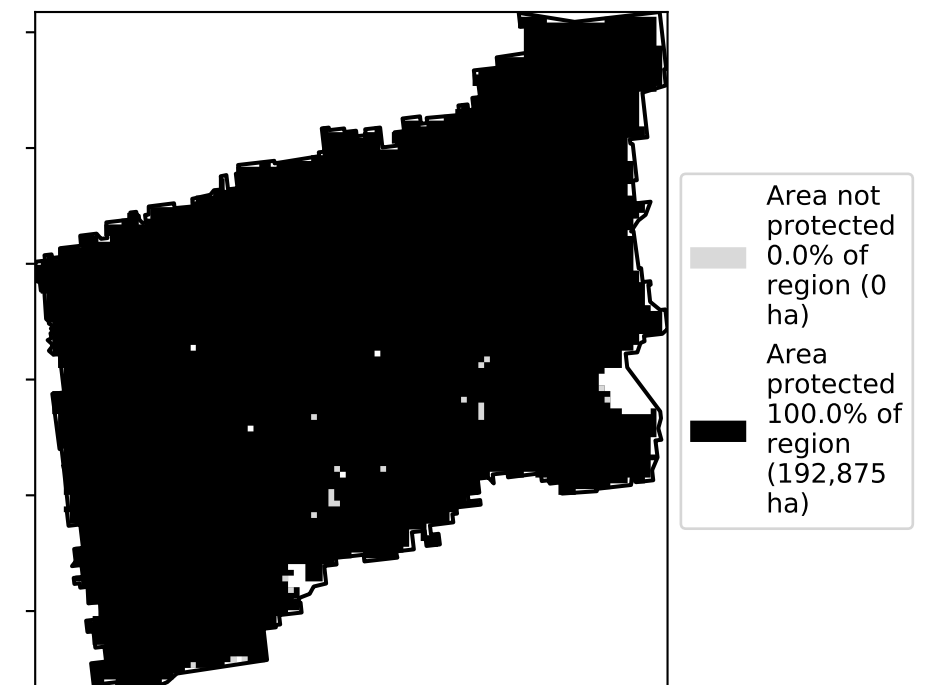 Area not
protected
0.0% of
region (0
ha)
Area
protected
100.0% of
region
(192,875
ha)